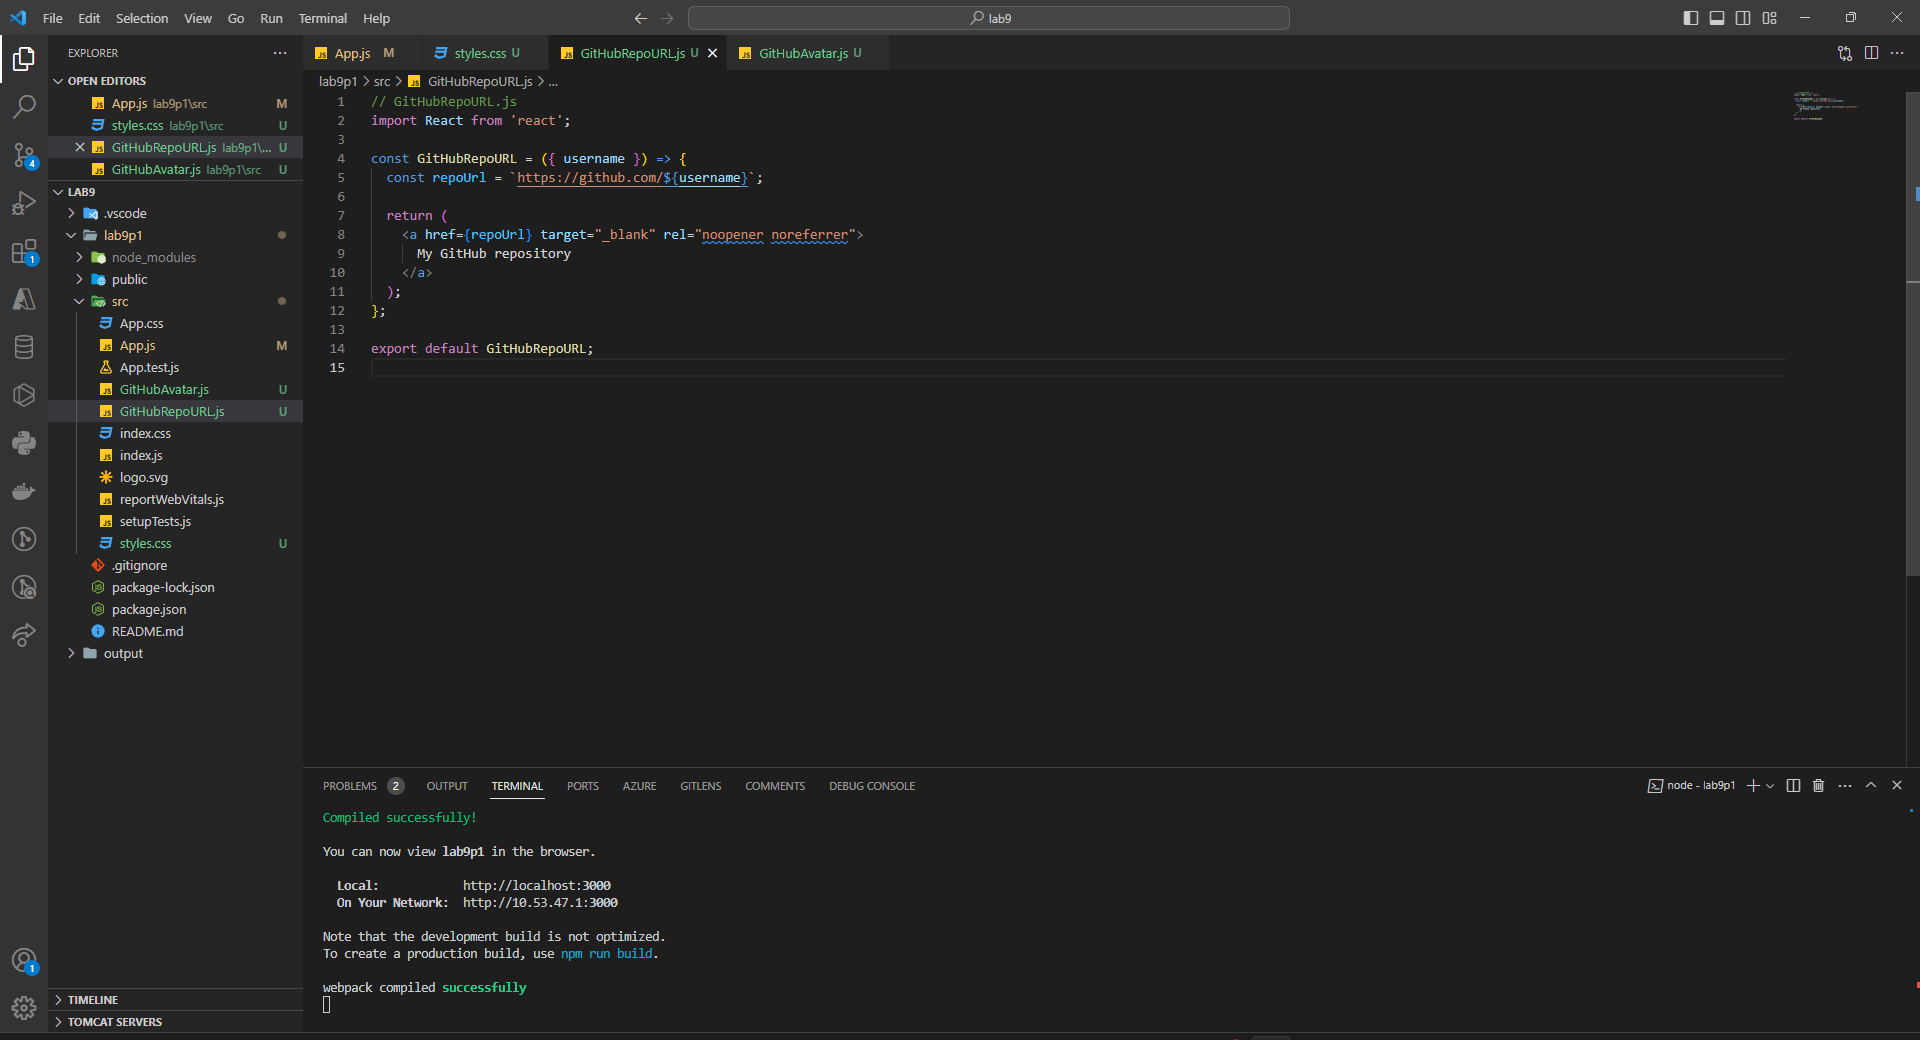 File Edit Selection View Go Run Terminal Help
lab9
EXPLORER
OPEN EDITORS
App.js lab9p1\src M
styles.css lab9p1\src U
GitHubRepoURL.js lab9p1\... U
GitHubAvatar.js lab9p1\src U
LAB9
.vscode
lab9p1
node_modules
public
src
App.css
App.js M
App.test.js
GitHubAvatar.js U
GitHubRepoURL.js U
index.css
index.js
logo.svg
reportWebVitals.js
setupTests.js
styles.css U
.gitignore
package-lock.json
package.json
README.md
output
TIMELINE
TOMCAT SERVERS
4
1
1
App.js M styles.css U GitHubRepoURL.js U GitHubAvatar.js U
lab9p1 > src > GitHubRepoURL.js > ...
1 // GitHubRepoURL.js
2 import React from 'react';
3
4 const GitHubRepoURL = ({ username }) => {
5 const repoUrl = `https://github.com/${username}`;
6
7 return (
8 <a href={repoUrl} target="_blank" rel="noopener noreferrer">
9 My GitHub repository
10 </a>
11 );
12 };
13
14 export default GitHubRepoURL;
15
PROBLEMS 2 OUTPUT TERMINAL PORTS AZURE GITLENS COMMENTS DEBUG CONSOLE
node - lab9p1
Compiled successfully!
You can now view lab9p1 in the browser.
Local: http://localhost:3000
On Your Network: http://10.53.47.1:3000
Note that the development build is not optimized.
To create a production build, use npm run build.
webpack compiled successfully